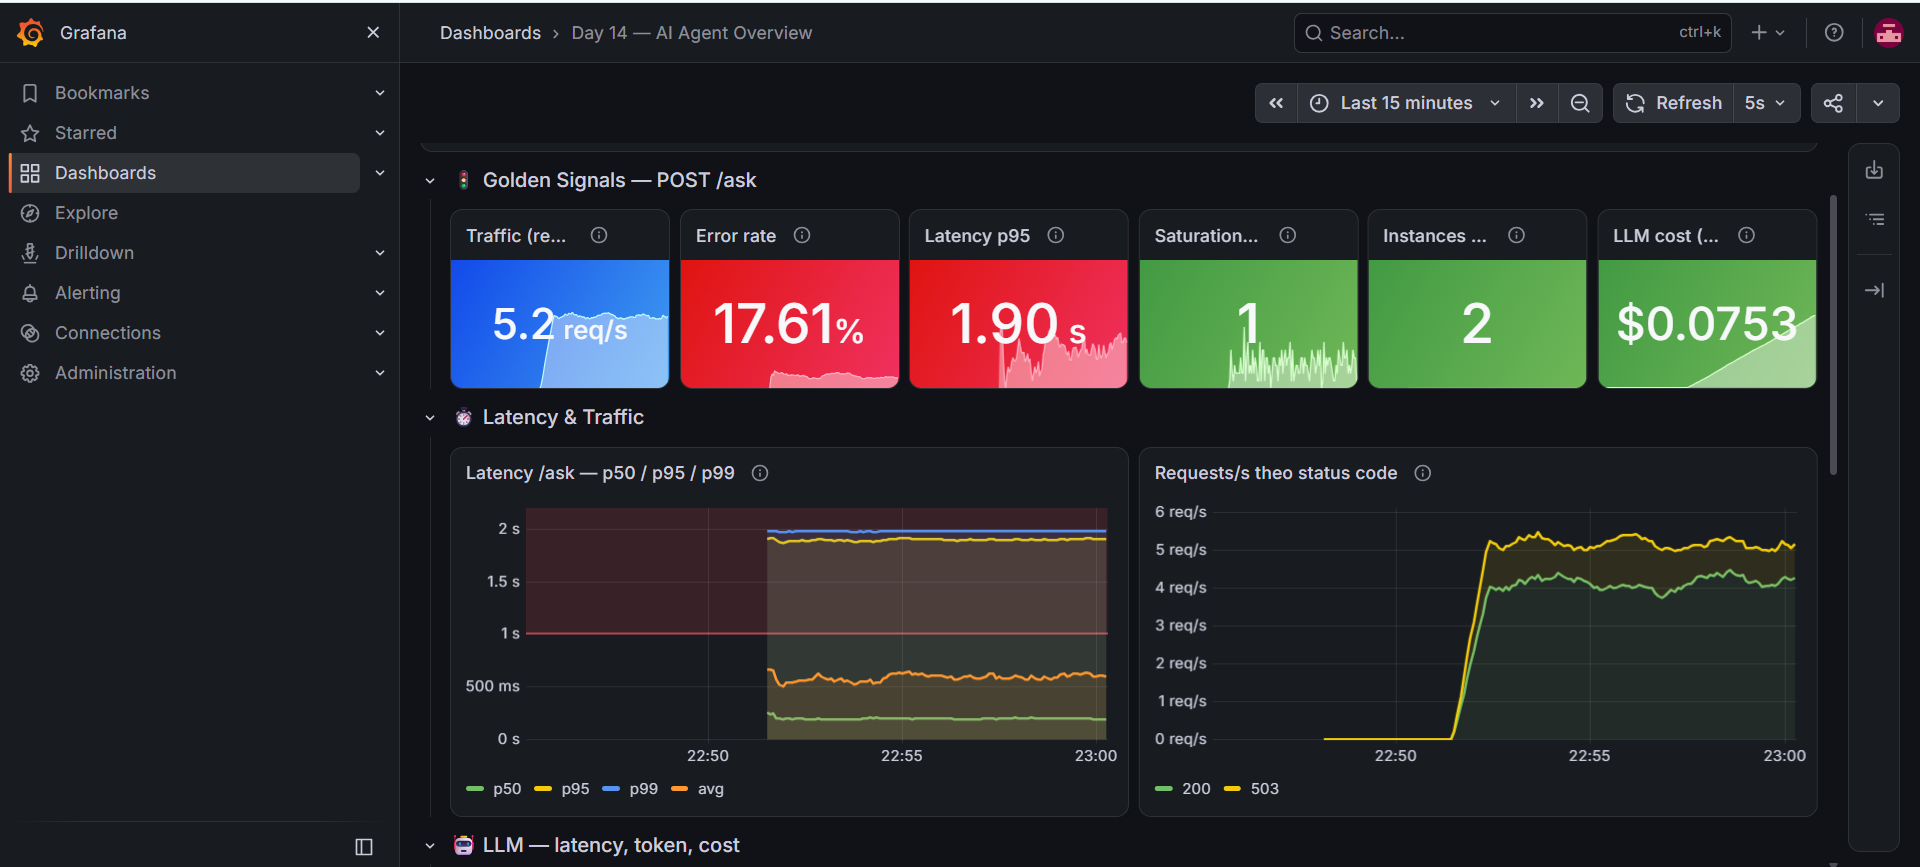 Grafana
Dashboards › Day 14 — AI Agent Overview
Search...
ctrl+k
Bookmarks
Starred
Dashboards
Explore
Drilldown
Alerting
Connections
Administration
Last 15 minutes
Refresh
5s
Golden Signals — POST /ask
Traffic (re...
Error rate
Latency p95
Saturation...
Instances ...
LLM cost (...
5.2 req/s
17.61%
1.90 s
1
2
$0.0753
Latency & Traffic
Latency /ask — p50 / p95 / p99
2 s
1.5 s
1 s
500 ms
0 s
22:50
22:55
23:00
p50
p95
p99
avg
Requests/s theo status code
6 req/s
5 req/s
4 req/s
3 req/s
2 req/s
1 req/s
0 req/s
22:50
22:55
23:00
200
503
LLM — latency, token, cost